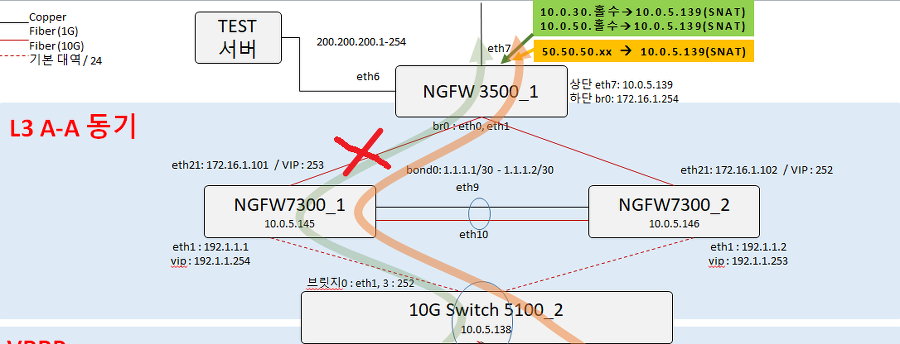 Copper
Fiber(1G)
Fiber(10G)
기본 대역/ 24
TEST
서버
200.200.200.1-254
eth6
eth7
10.0.30.홀수→10.0.5.139(SNAT)
10.0.50.홀수→10.0.5.139(SNAT)
50.50.50.xx → 10.0.5.139(SNAT)
NGFW 3500_1
상단 eth7: 10.0.5.139
하단 br0: 172.16.1.254
L3 A-A 동기
br0 : eth0, eth1
eth21: 172.16.1.101 / VIP : 253
bond0: 1.1.1.1/30 - 1.1.1.2/30
eth21: 172.16.1.102 / VIP : 252
NGFW7300_1
10.0.5.145
eth9
eth10
NGFW7300_2
10.0.5.146
eth1 : 192.1.1.1
vip : 192.1.1.254
eth1 : 192.1.1.2
vip: 192.1.1.253
브릿지0 : eth1, 3 : 252
10G Switch 5100_2
10.0.5.138